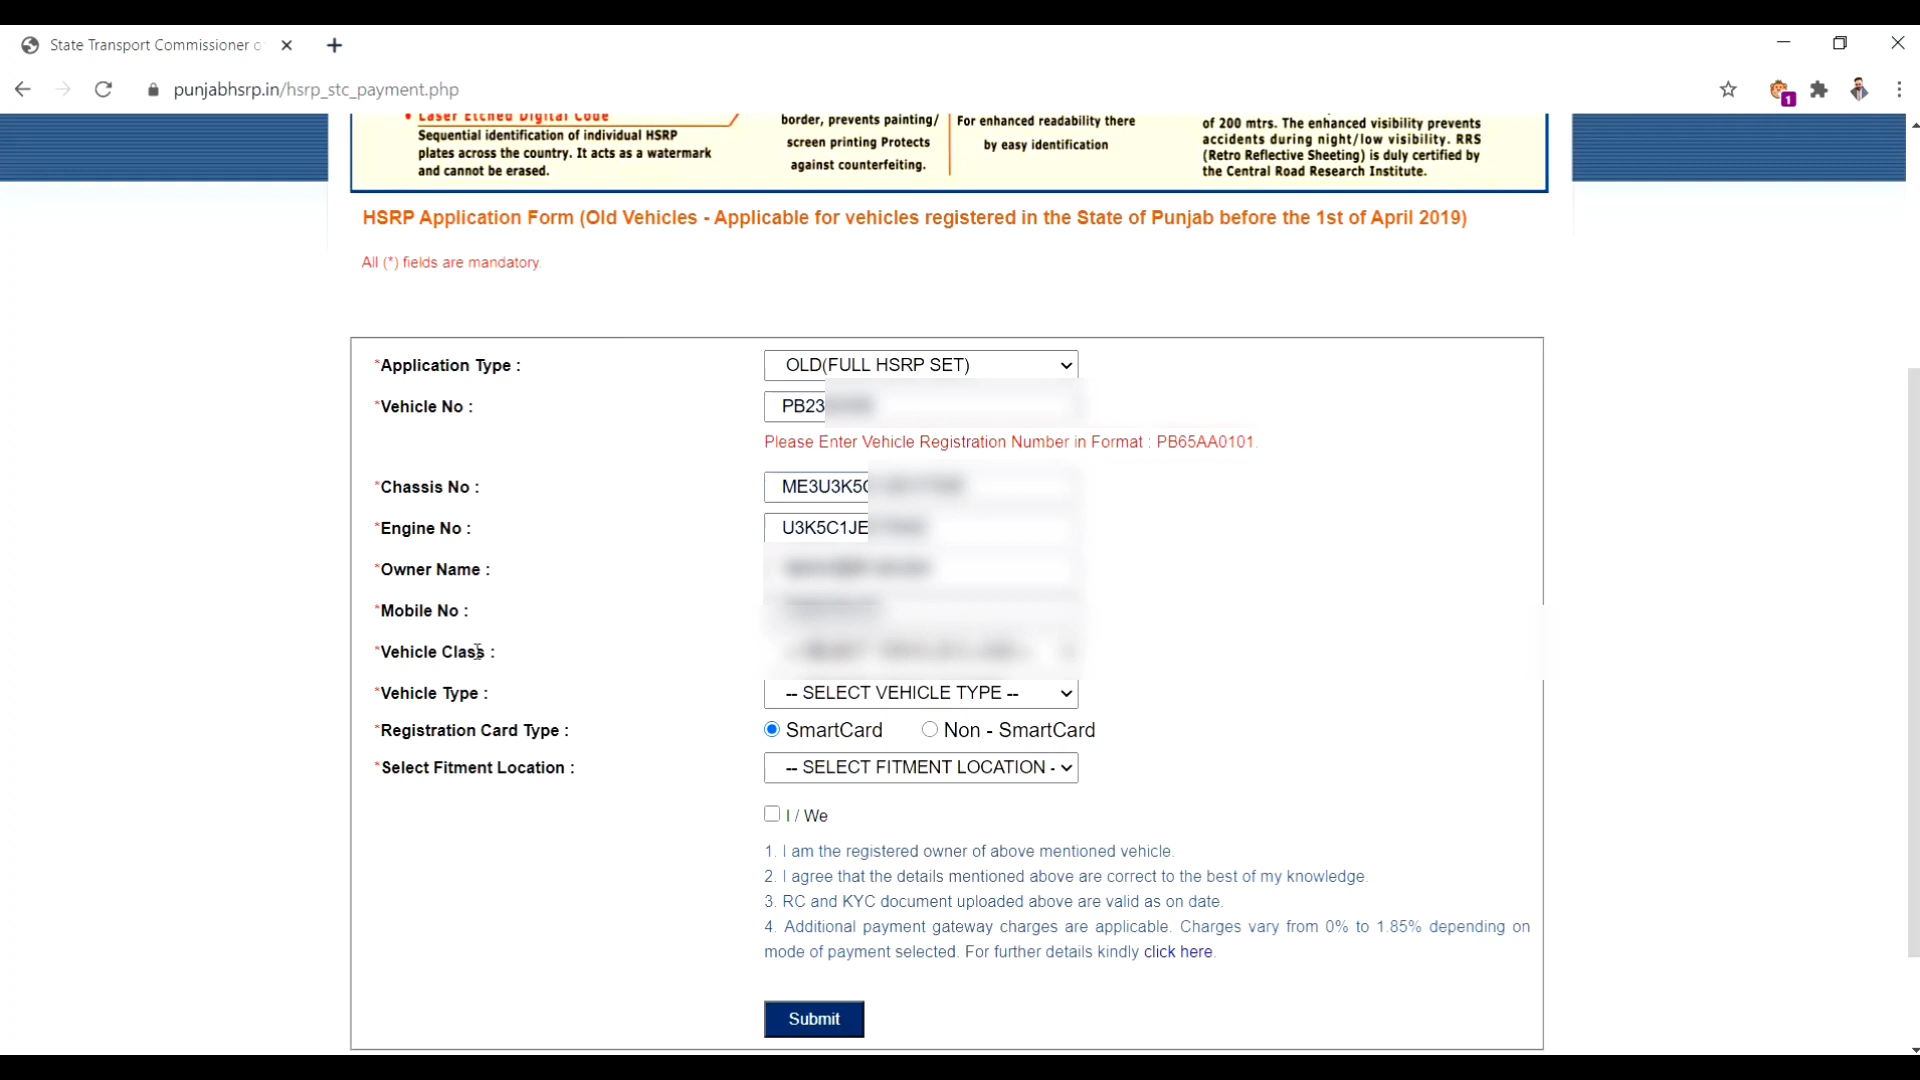 State Transport Commissioner o
punjabhsrp.in/hsrp_stc_payment.php
1
Laser Etched Digital Code
Sequential identification of individual HSRP
plates across the country. It acts as a watermark
and cannot be erased.
border, prevents painting/
screen printing Protects
against counterfeiting.
For enhanced readability there
by easy identification
of 200 mtrs. The enhanced visibility prevents
accidents during night/low visibility. RRS
(Retro Reflective Sheeting) is duly certified by
the Central Road Research Institute.
HSRP Application Form (Old Vehicles - Applicable for vehicles registered in the State of Punjab before the 1st of April 2019)
All (*) fields are mandatory.
*Application Type : OLD(FULL HSRP SET)
*Vehicle No : PB23
Please Enter Vehicle Registration Number in Format : PB65AA0101.
*Chassis No : ME3U3K5C
*Engine No : U3K5C1JE
*Owner Name :
*Mobile No :
*Vehicle Class :
*Vehicle Type : -- SELECT VEHICLE TYPE --
*Registration Card Type : SmartCard Non - SmartCard
*Select Fitment Location : -- SELECT FITMENT LOCATION -
I / We
1. I am the registered owner of above mentioned vehicle.
2. I agree that the details mentioned above are correct to the best of my knowledge.
3. RC and KYC document uploaded above are valid as on date.
4. Additional payment gateway charges are applicable. Charges vary from 0% to 1.85% depending on
mode of payment selected. For further details kindly click here.
Submit